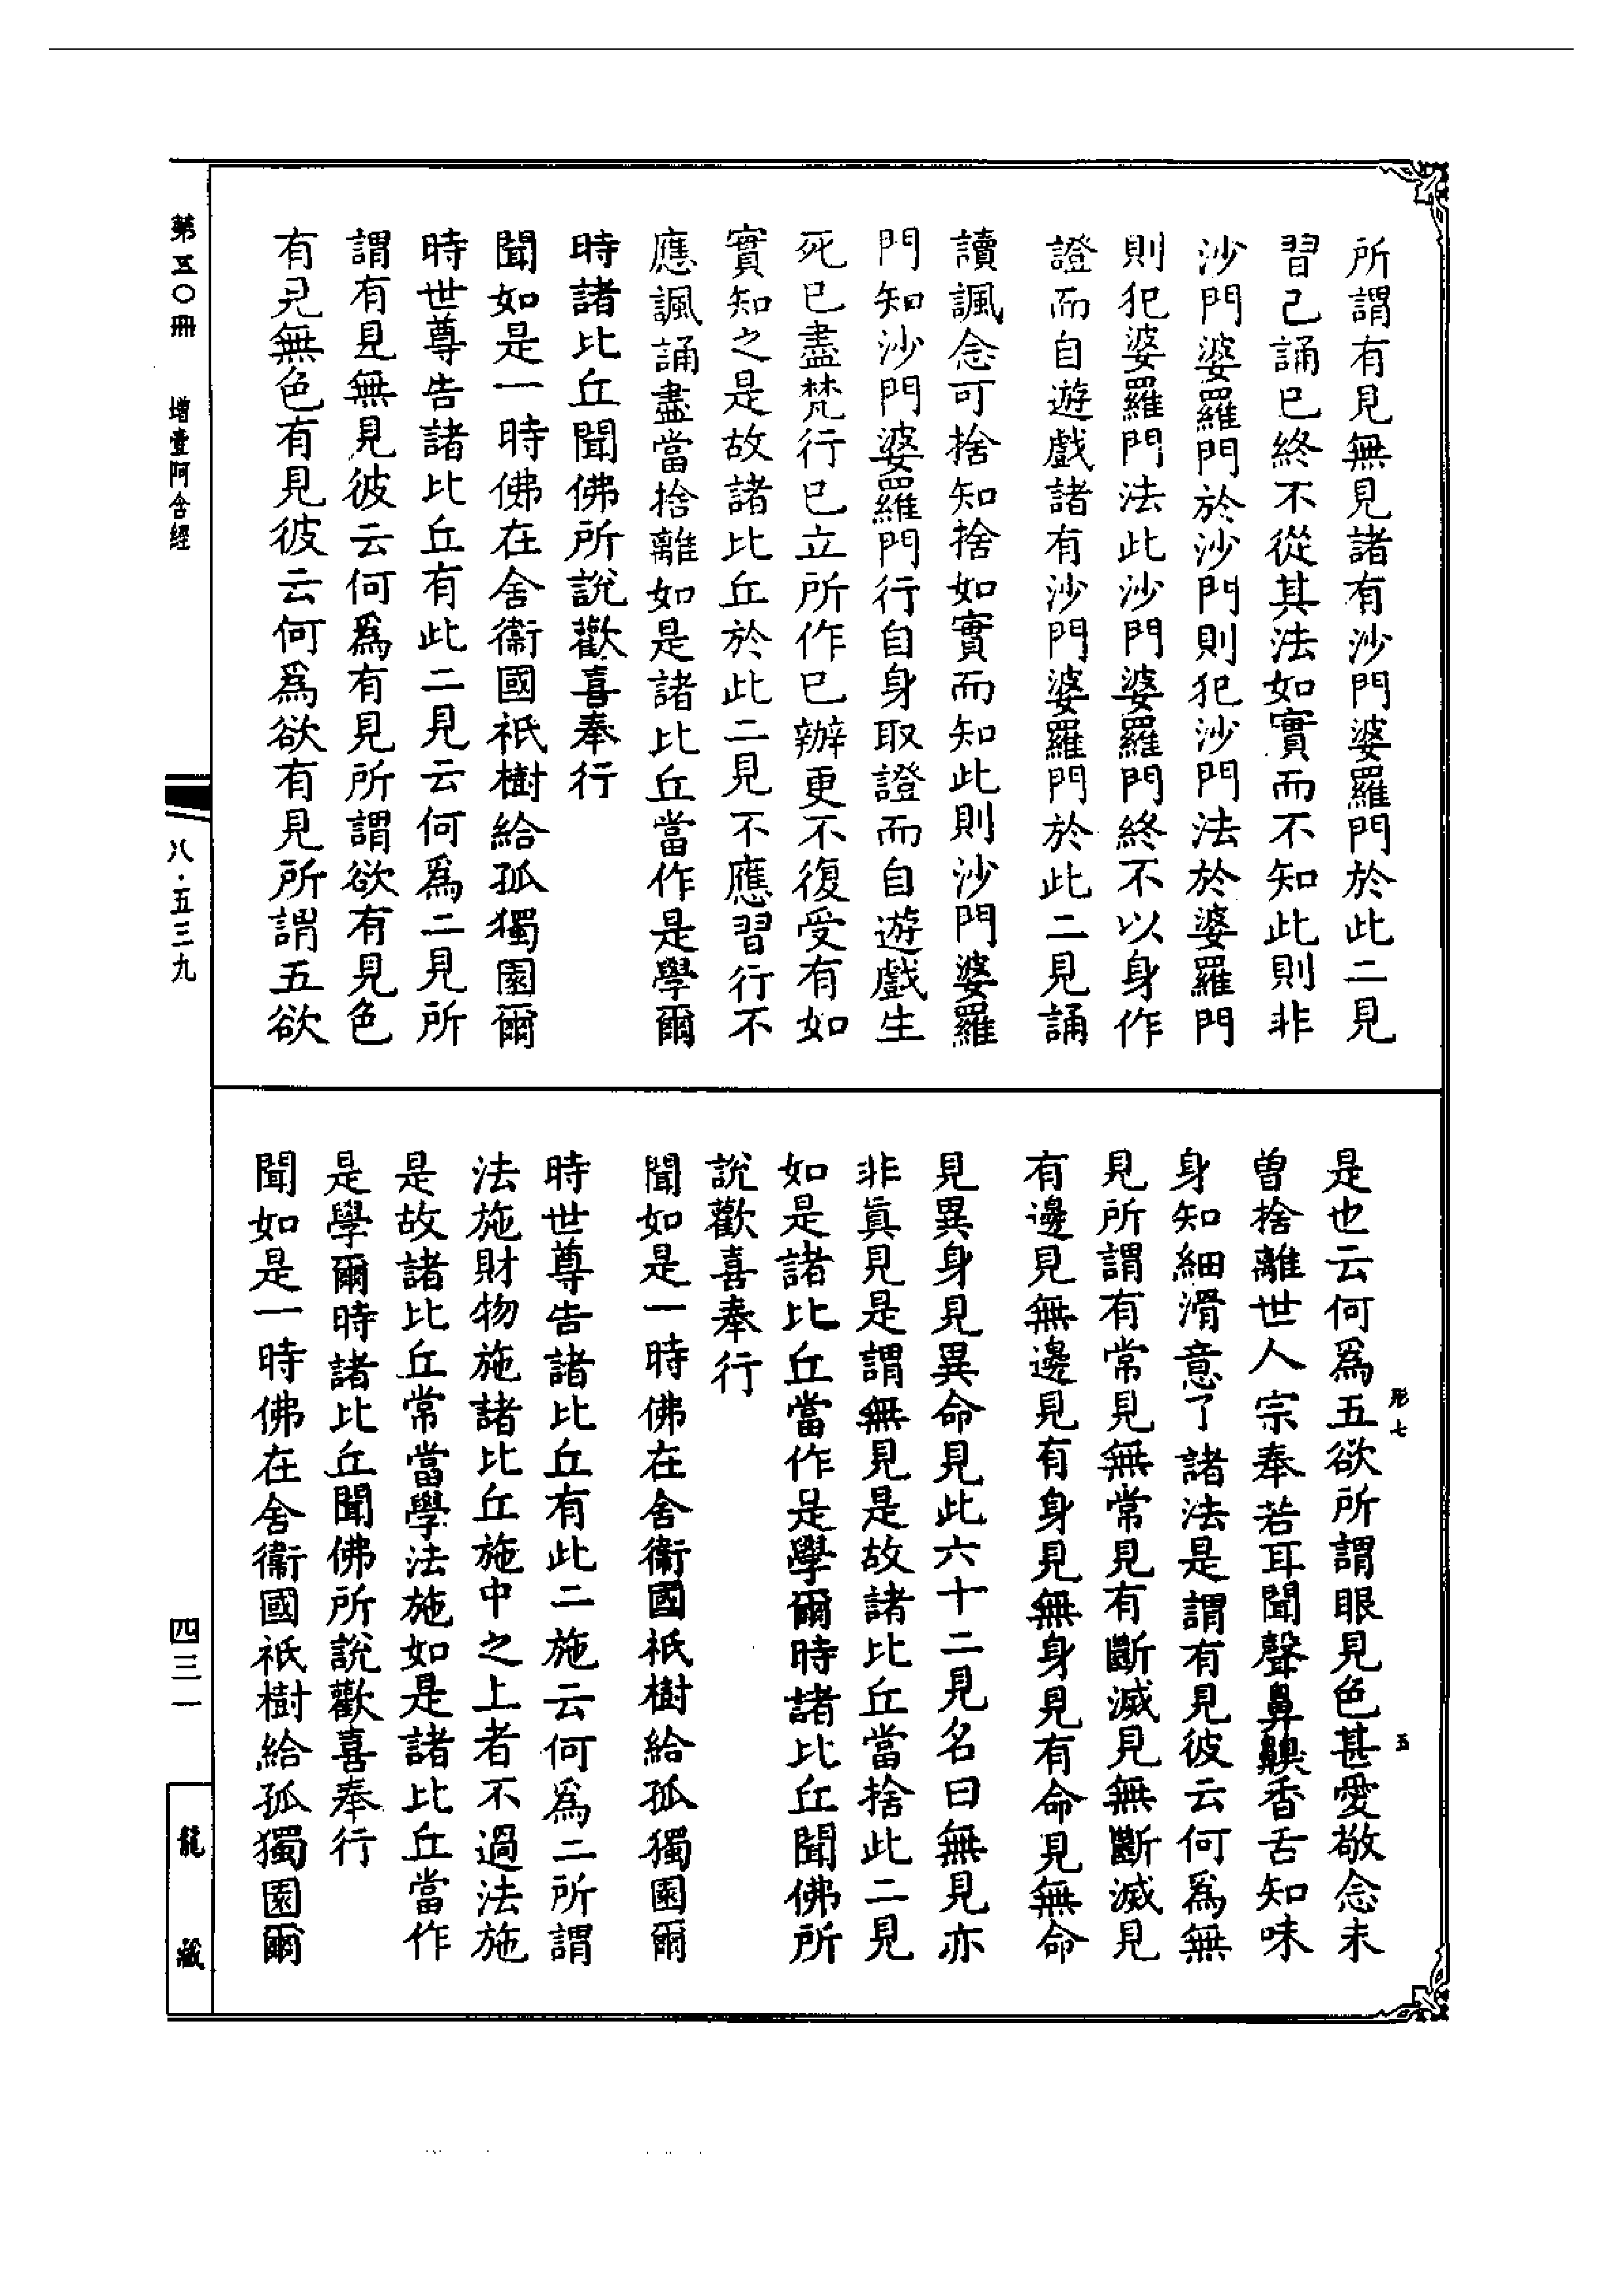 所謂有見無見諸有沙門婆羅門於此二見
習已誦已終不從其法如實而不知此則非
沙門婆羅門於沙門則犯沙門法於婆羅門
則犯婆羅門法此沙門婆羅門終不以身作
證而自遊戲諸有沙門婆羅門於此二見誦
讀諷念可捨知捨如實而知此則沙門婆羅
門知沙門婆羅門行自身取證而自遊戲生
死已盡梵行已立所作已辦更不復受有如
實知之是故諸比丘於此二見不應習行不
應諷誦盡當捨離如是諸比丘當作是學爾
時諸比丘聞佛所說歡喜奉行
聞如是一時佛在舍衞國祇樹給孤獨園爾
時世尊告諸比丘有此二見云何爲二見所
謂有見無見彼云何爲有見所謂欲有見色
有見無色有見彼云何爲欲有見所謂五欲
是也云何爲五欲所謂眼見色甚愛敬念未
曾捨離世人宗奉若耳聞聲鼻齅香舌知味
身知細滑意了諸法是謂有見彼云何爲無
見所謂有常見無常見有斷滅見無斷滅見
有邊見無邊見有身見無身見有命見無命
見異身見異命見此六十二見名曰無見亦
非眞見是謂無見是故諸比丘當捨此二見
如是諸比丘當作是學爾時諸比丘聞佛所
說歡喜奉行
聞如是一時佛在舍衞國祇樹給孤獨園爾
時世尊告諸比丘有此二施云何爲二所謂
法施財物施諸比丘施中之上者不過法施
是故諸比丘常當學法施如是諸比丘當作
是學爾時諸比丘聞佛所說歡喜奉行
聞如是一時佛在舍衞國祇樹給孤獨園爾
形七
五
第五〇冊
增壹阿含經
八·五三九
四三一
龍藏